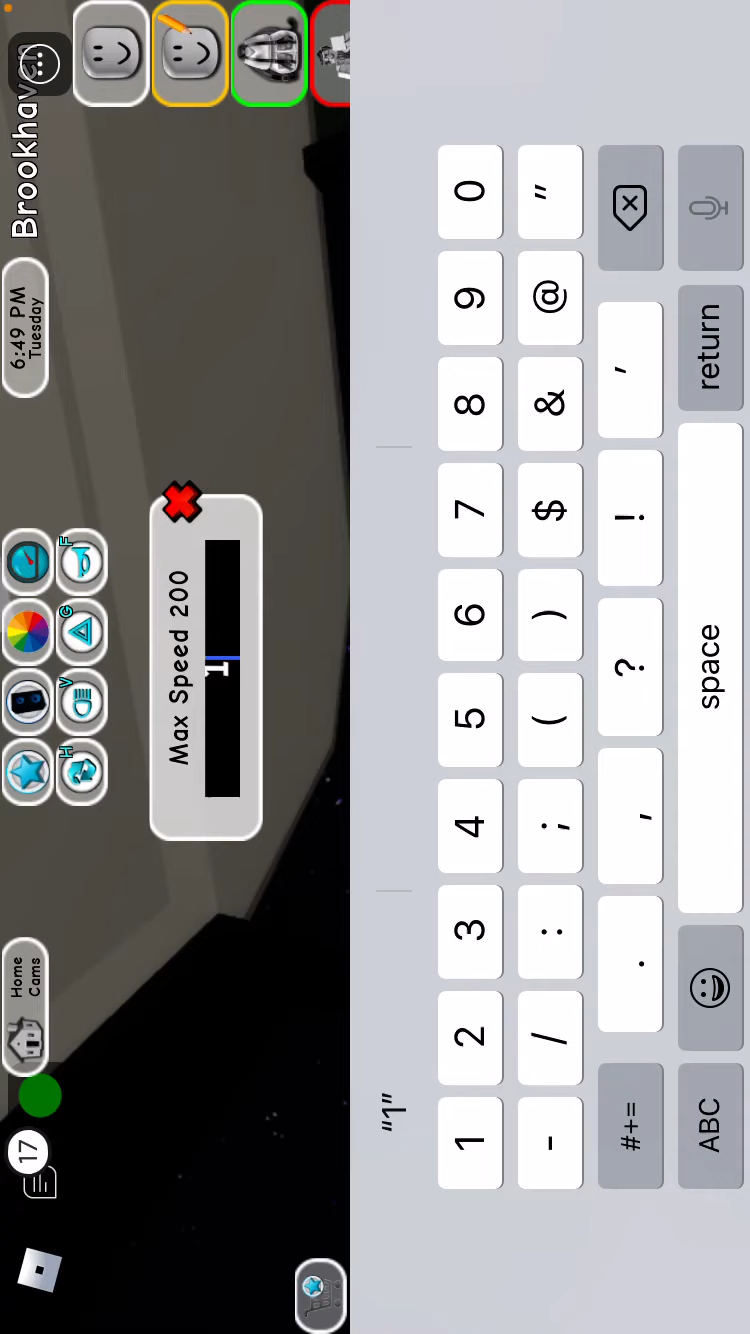 17
Home
Cams
6:49 PM
Tuesday
Brookhaven
H V G F
Max Speed 200
1
“1”
1 2 3 4 5 6 7 8 9 0
- / : ; ( ) $ & @ "
#+= . , ? ! '
ABC space return